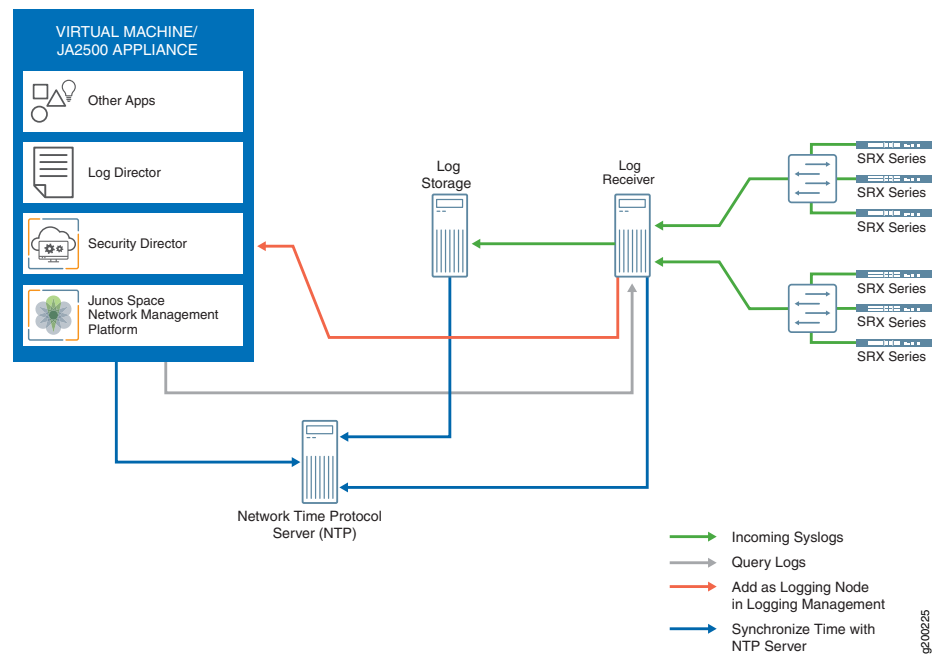 VIRTUAL MACHINE/
JA2500 APPLIANCE
Other Apps
Log Director
Security Director
Junos Space
Network Management
Platform
Log
Storage
Log
Receiver
SRX Series
SRX Series
SRX Series
SRX Series
SRX Series
SRX Series
Network Time Protocol
Server (NTP)
Incoming Syslogs
Query Logs
Add as Logging Node
in Logging Management
Synchronize Time with
NTP Server
g200225